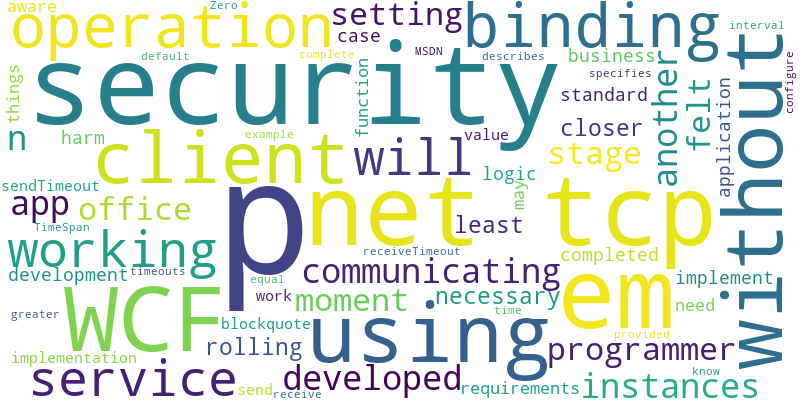 aware
Zero
operation
setting
binding
interval
case
MSDN
default
complete
describes
business
security
specifies
without
configure
things
function
standard
another
felt
application
n
harm
example
value
closer
client
will
stage
sendTimeout
logic
may
app
office
p
net
tcp
least
TimeSpan
working
receiveTimeout
completed
development
timeouts
equal
communicating
em
implement
WCF
work
moment
necessary
need
greater
blockquote
time
using
implementation
rolling
provided
programmer
know
service
send
receive
developed
requirements
instances